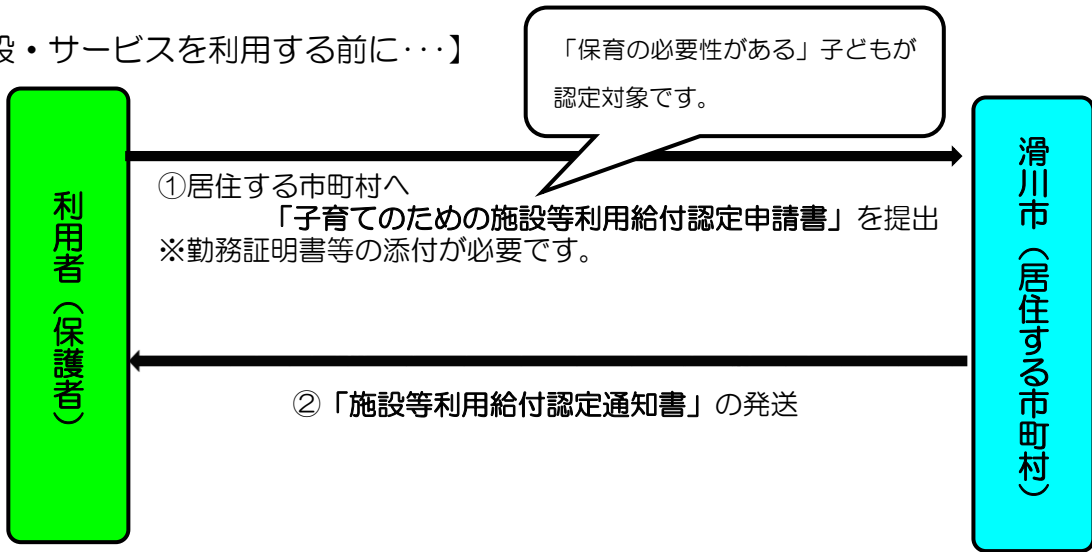 設・サービスを利用する前に･･･】
「保育の必要性がある」子どもが
認定対象です。
利用者（保護者）
①居住する市町村へ
「子育てのための施設等利用給付認定申請書」を提出
※勤務証明書等の添付が必要です。
②「施設等利用給付認定通知書」の発送
滑川市（居住する市町村）